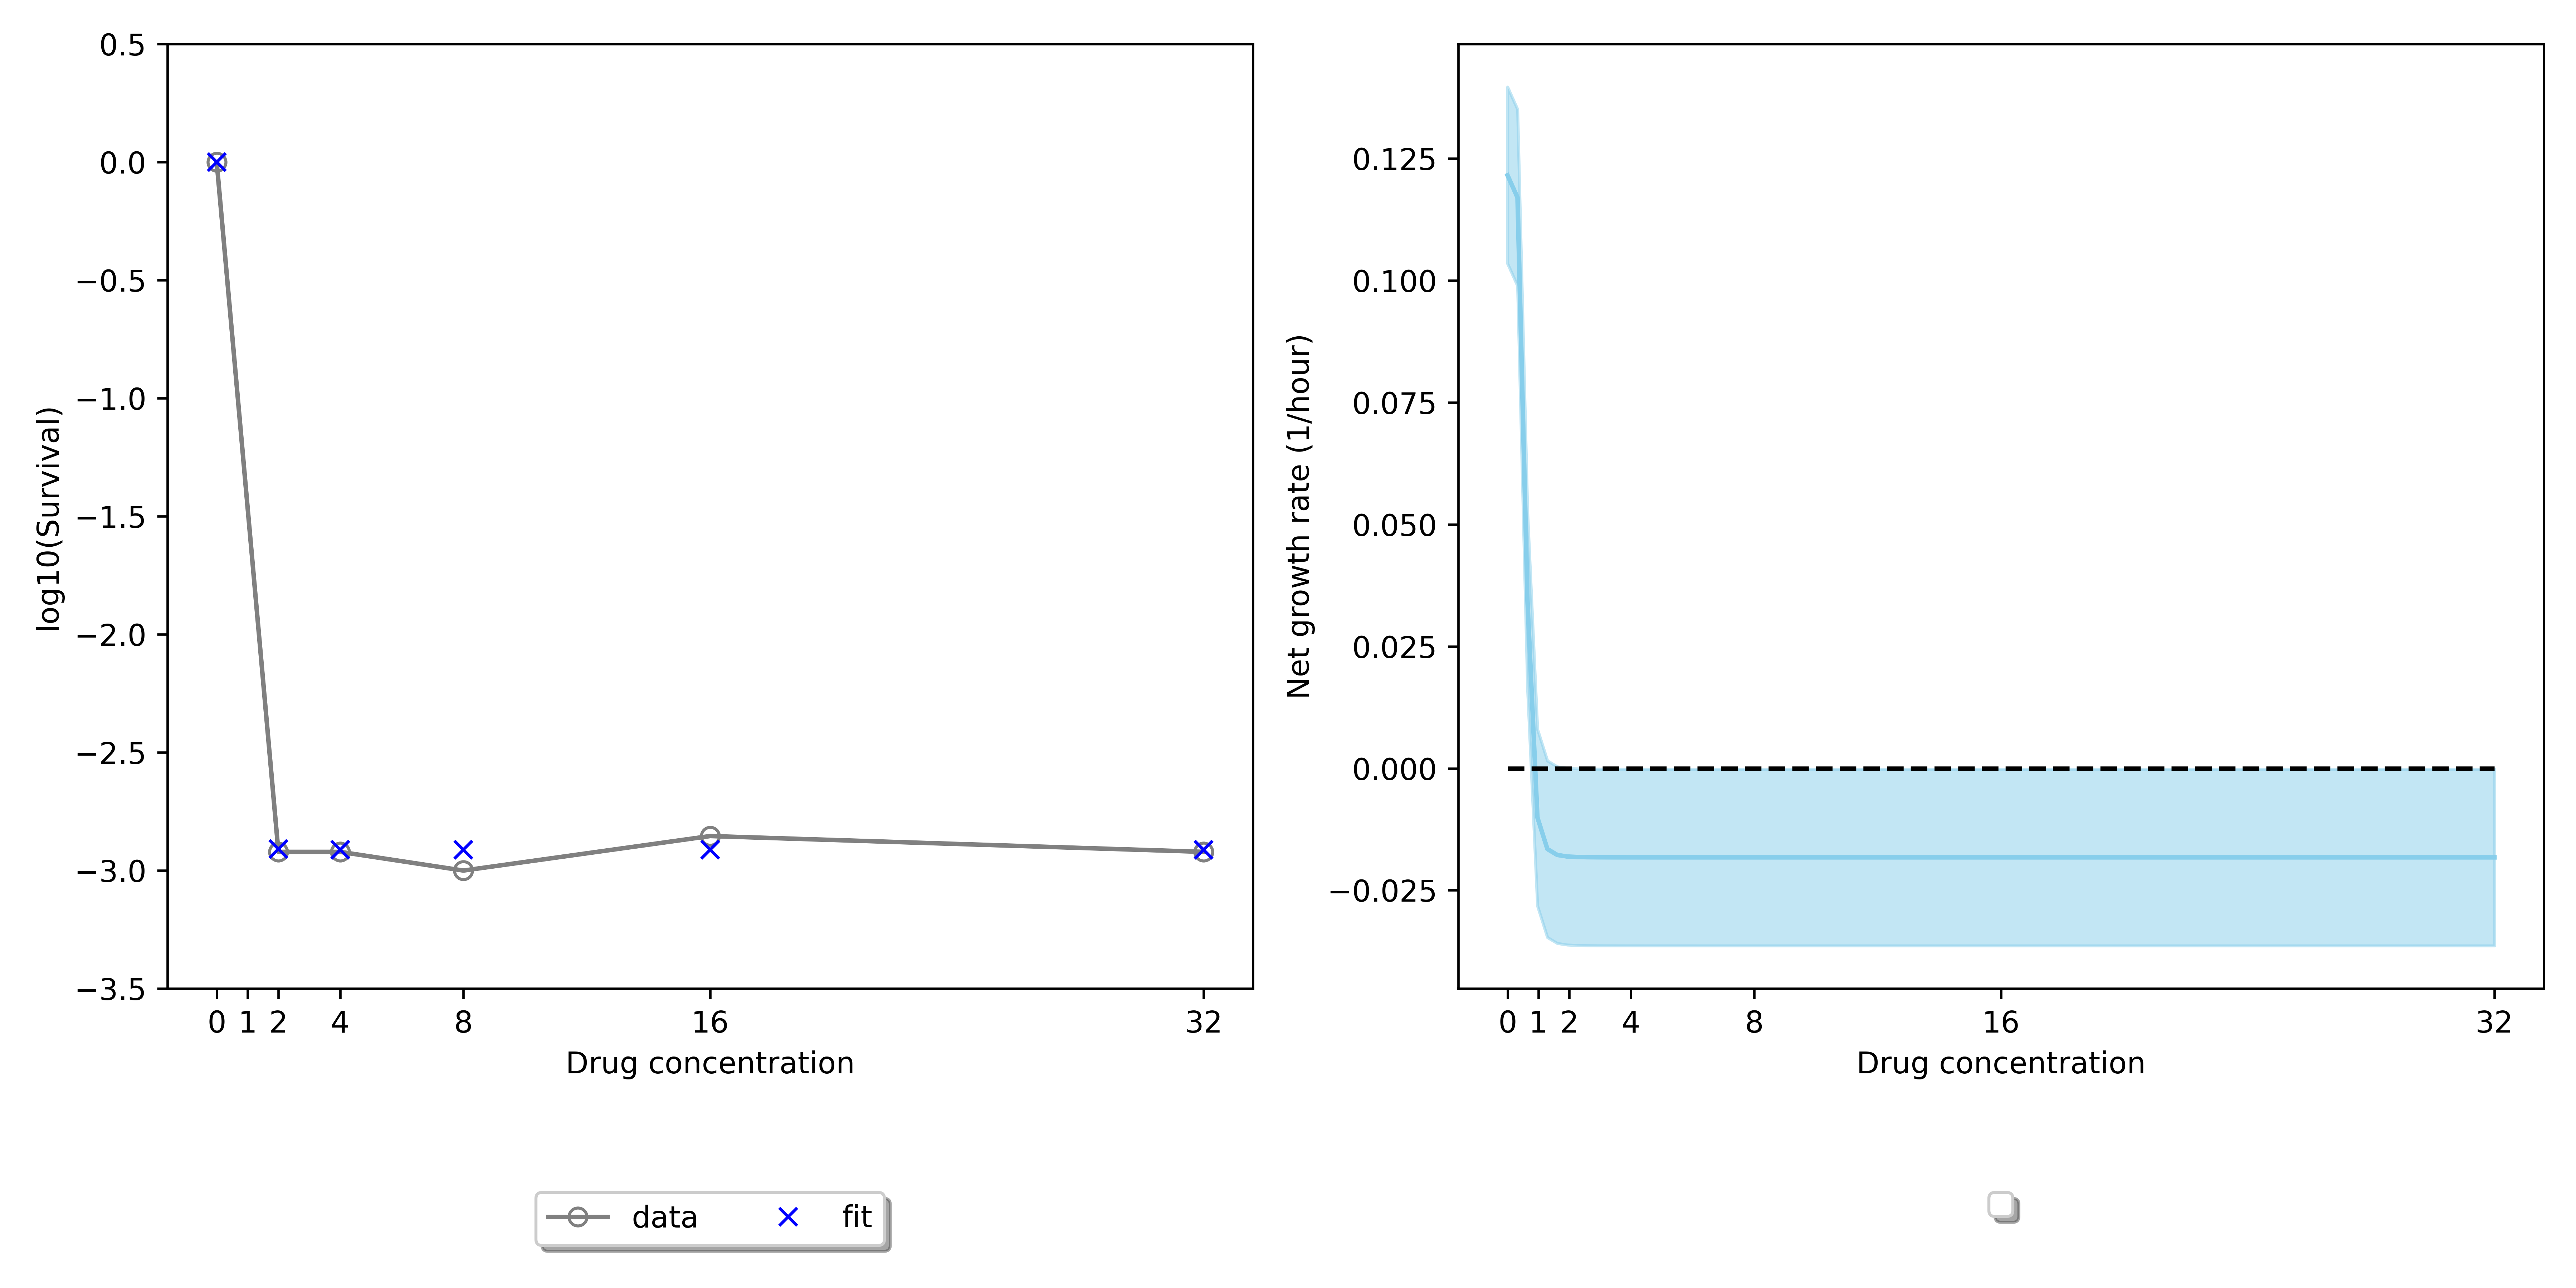 0.5
0.0
−0.5
−1.0
−1.5
−2.0
−2.5
−3.0
−3.5
log10(Survival)
0 1 2 4 8 16 32
Drug concentration
data fit
0.125
0.100
0.075
0.050
0.025
0.000
−0.025
Net growth rate (1/hour)
0 1 2 4 8 16 32
Drug concentration